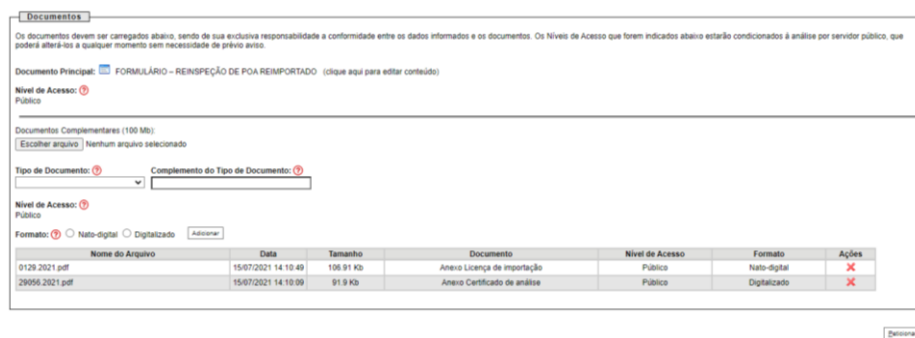 Documentos
Os documentos devem ser carregados abaixo, sendo de sua exclusiva responsabilidade a conformidade entre os dados informados e os documentos. Os Níveis de Acesso que forem indicados abaixo estarão condicionados à análise por servidor público, que
poderá alterá-los a qualquer momento sem necessidade de prévio aviso.
Documento Principal: FORMULÁRIO – REINSPEÇÃO DE POA REIMPORTADO (clique aqui para editar conteúdo)
Nível de Acesso: ?
Público
Documentos Complementares (100 Mb):
Escolher arquivo Nenhum arquivo selecionado
Tipo de Documento: ? Complemento do Tipo de Documento: ?
Nível de Acesso: ?
Público
Formato: ? Nato-digital Digitalizado Adicionar
Nome do Arquivo Data Tamanho Documento Nível de Acesso Formato Ações
0129.2021.pdf 15/07/2021 14:10:49 106.91 Kb Anexo Licença de importação Público Nato-digital
29056.2021.pdf 15/07/2021 14:10:09 91.9 Kb Anexo Certificado de análise Público Digitalizado
Peticionar